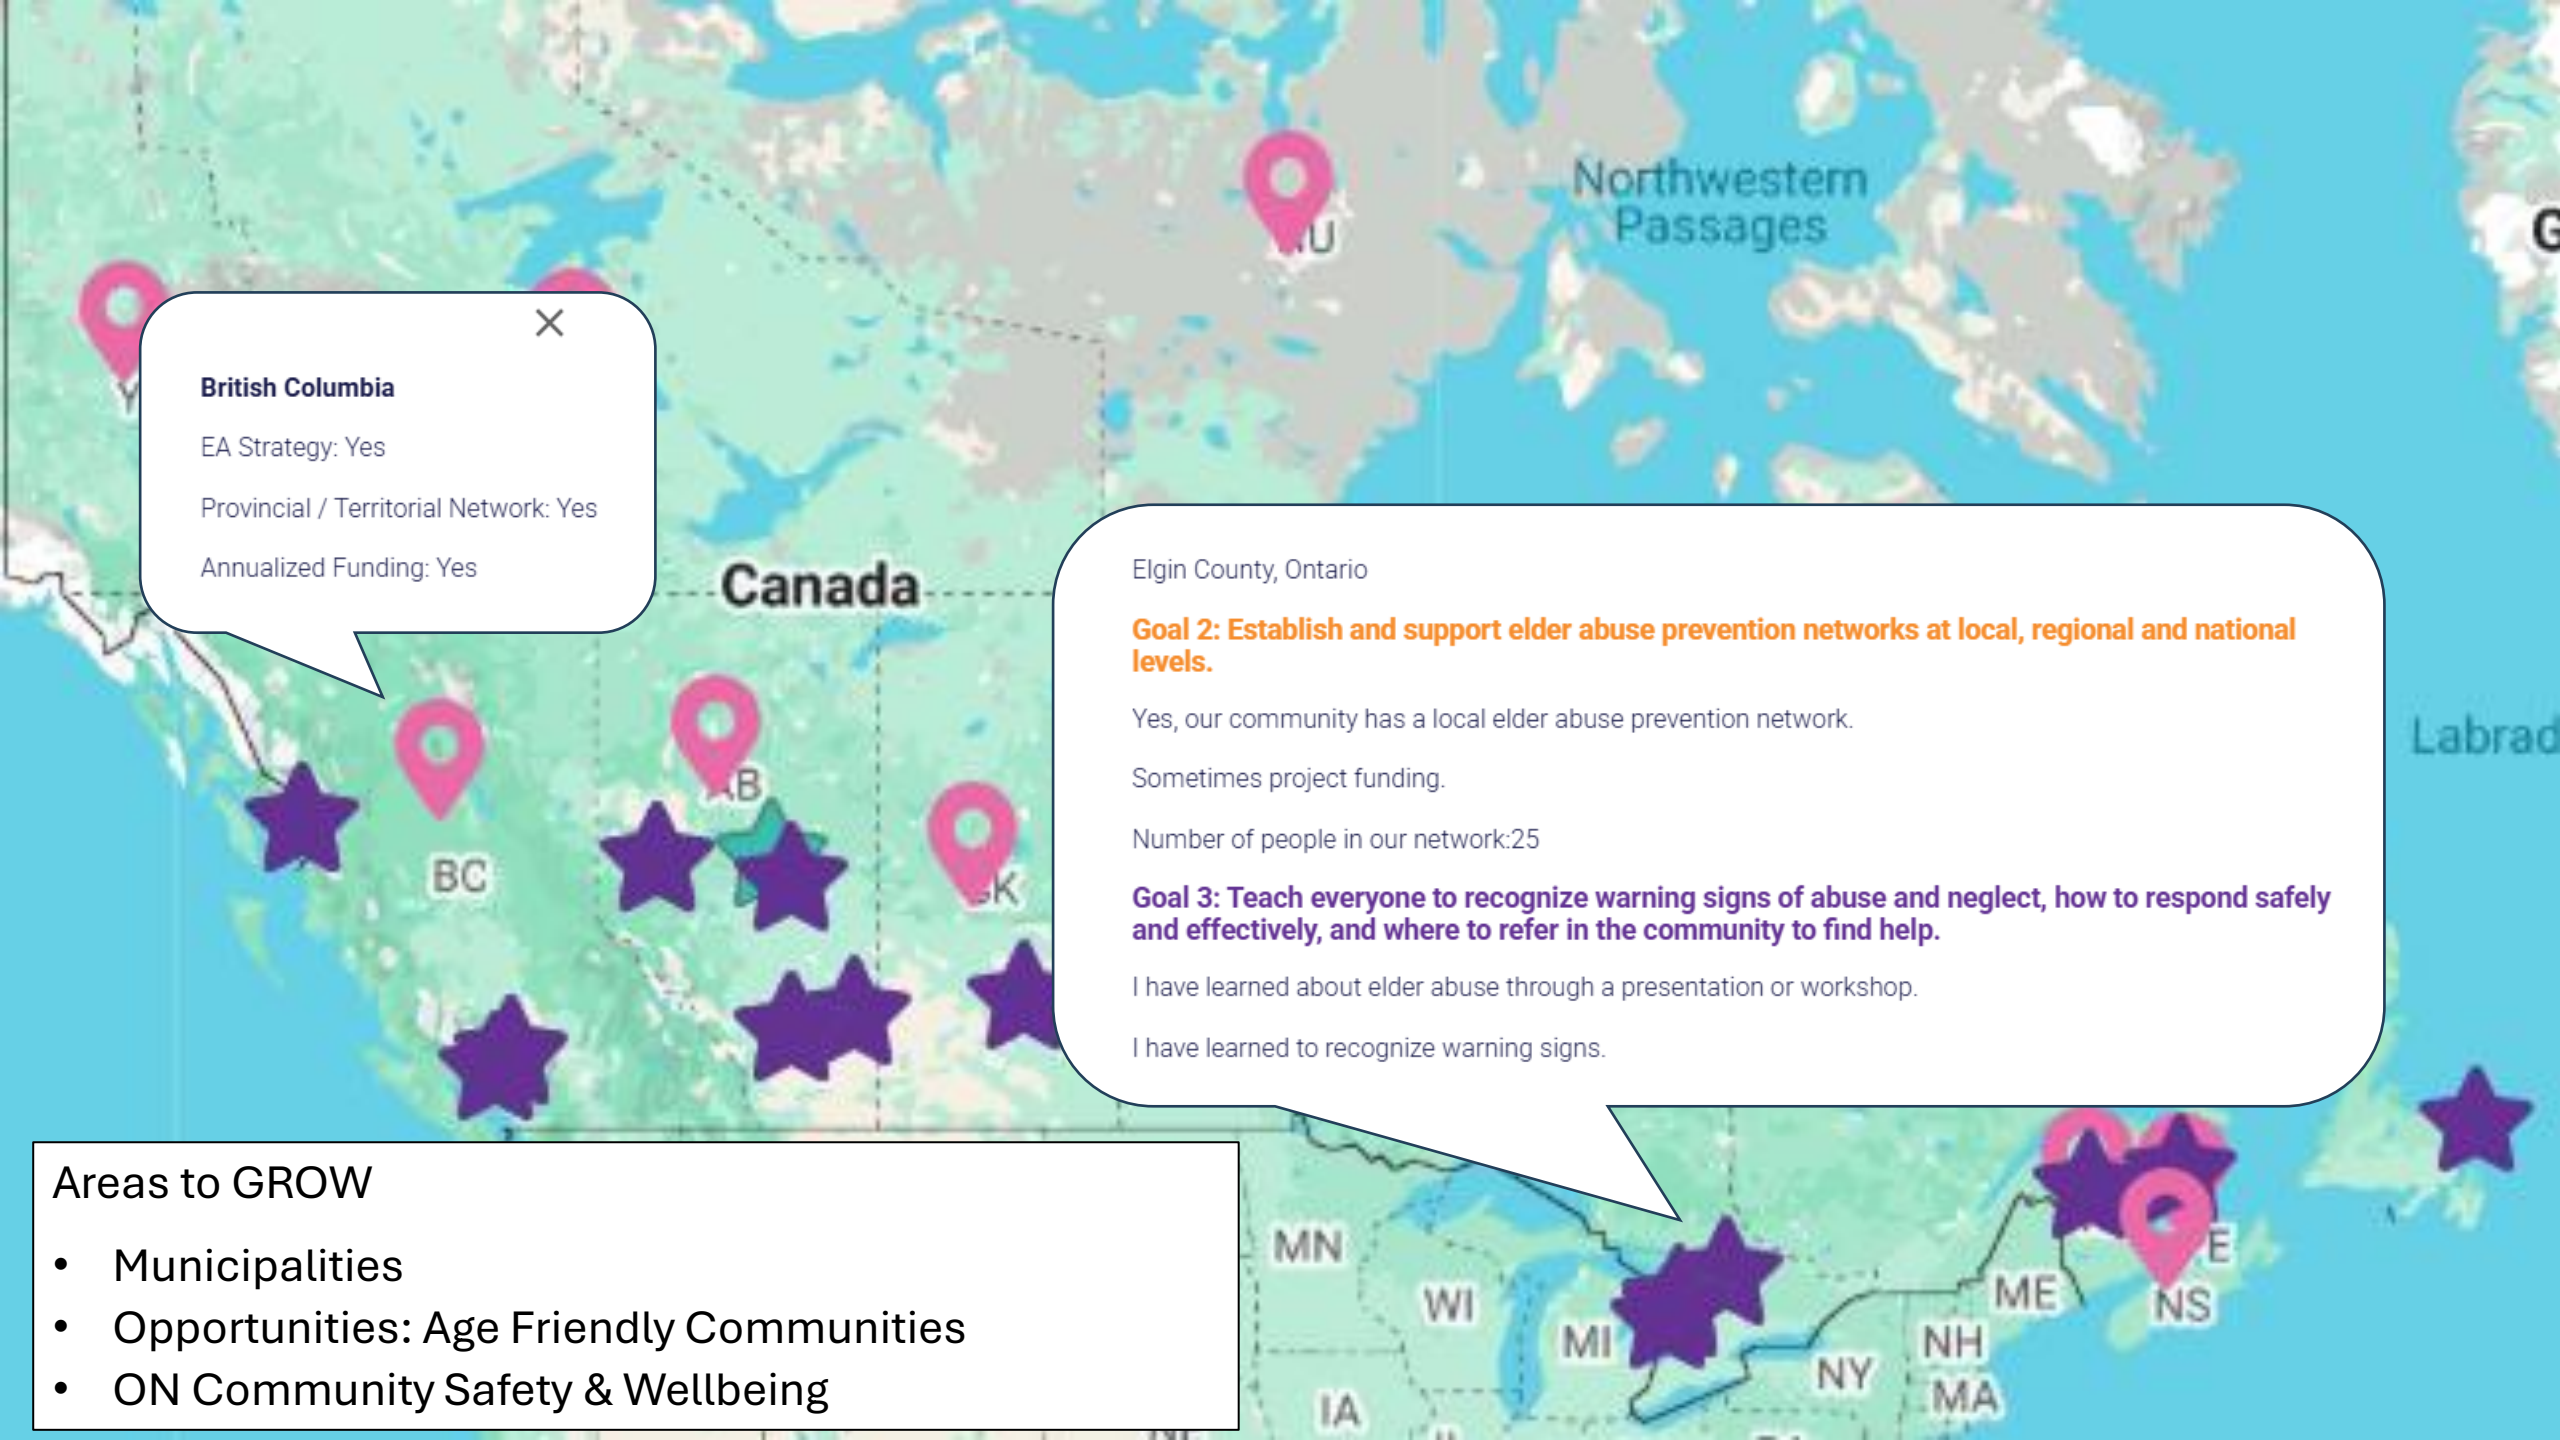 Northwestern
Passages
British Columbia
EA Strategy: Yes
Provincial / Territorial Network: Yes
Annualized Funding: Yes
Canada
Elgin County, Ontario
Goal 2: Establish and support elder abuse prevention networks at local, regional and national
levels.
Yes, our community has a local elder abuse prevention network.
Sometimes project funding.
Number of people in our network:25
Goal 3: Teach everyone to recognize warning signs of abuse and neglect, how to respond safely
and effectively, and where to refer in the community to find help.
I have learned about elder abuse through a presentation or workshop.
I have learned to recognize warning signs.
Labrad
BC
Areas to GROW
• Municipalities
• Opportunities: Age Friendly Communities
• ON Community Safety & Wellbeing
MN
WI
MI
IA
NY
NH
MA
ME
NS